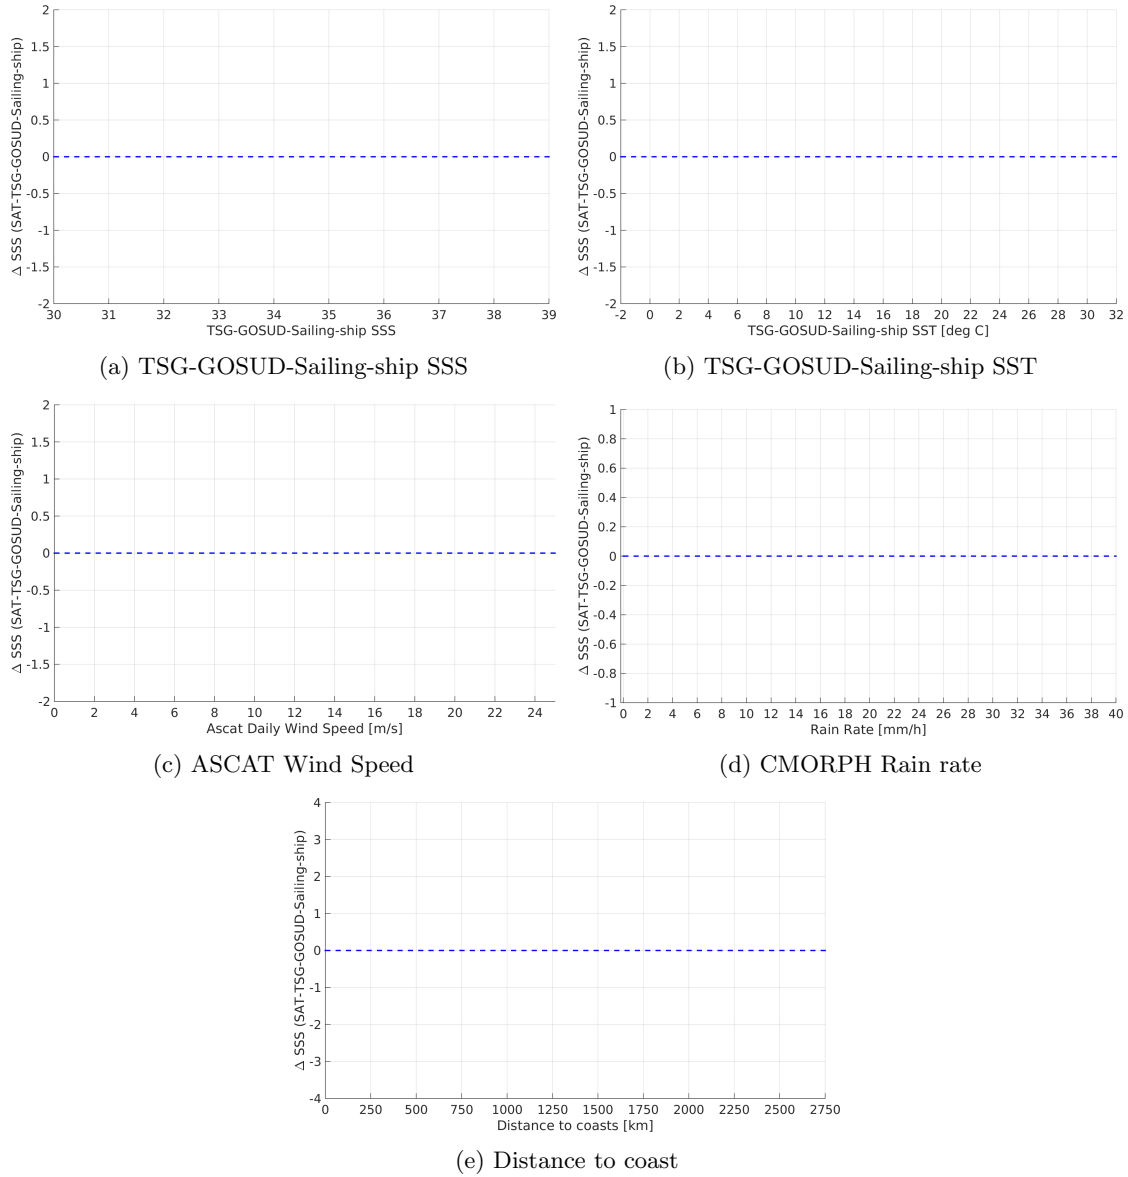 2
1.5
1
0.5
0
-0.5
-1
-1.5
-2
30 31 32 33 34 35 36 37 38 39
TSG-GOSUD-Sailing-ship SSS
Δ SSS (SAT-TSG-GOSUD-Sailing-ship)
(a) TSG-GOSUD-Sailing-ship SSS
2
1.5
1
0.5
0
-0.5
-1
-1.5
-2
-2 0 2 4 6 8 10 12 14 16 18 20 22 24 26 28 30 32
TSG-GOSUD-Sailing-ship SST [deg C]
Δ SSS (SAT-TSG-GOSUD-Sailing-ship)
(b) TSG-GOSUD-Sailing-ship SST
2
1.5
1
0.5
0
-0.5
-1
-1.5
-2
0 2 4 6 8 10 12 14 16 18 20 22 24
Ascat Daily Wind Speed [m/s]
Δ SSS (SAT-TSG-GOSUD-Sailing-ship)
(c) ASCAT Wind Speed
1
0.8
0.6
0.4
0.2
0
-0.2
-0.4
-0.6
-0.8
-1
0 2 4 6 8 10 12 14 16 18 20 22 24 26 28 30 32 34 36 38 40
Rain Rate [mm/h]
Δ SSS (SAT-TSG-GOSUD-Sailing-ship)
(d) CMORPH Rain rate
4
3
2
1
0
-1
-2
-3
-4
0 250 500 750 1000 1250 1500 1750 2000 2250 2500 2750
Distance to coasts [km]
Δ SSS (SAT-TSG-GOSUD-Sailing-ship)
(e) Distance to coast